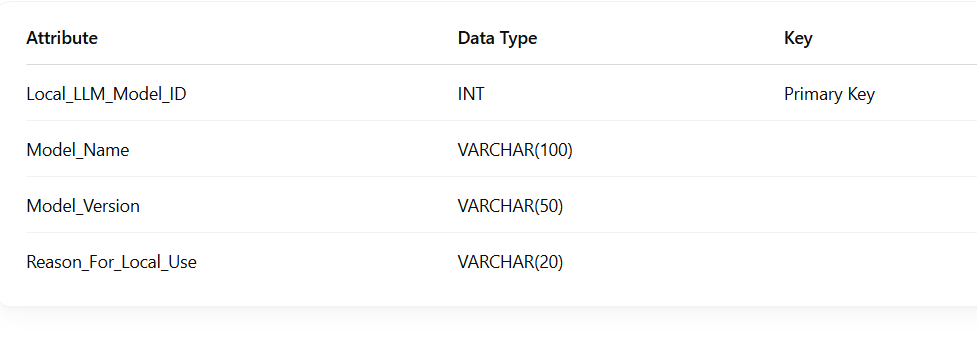 Attribute Data Type Key
Local_LLM_Model_ID INT Primary Key
Model_Name VARCHAR(100)
Model_Version VARCHAR(50)
Reason_For_Local_Use VARCHAR(20)